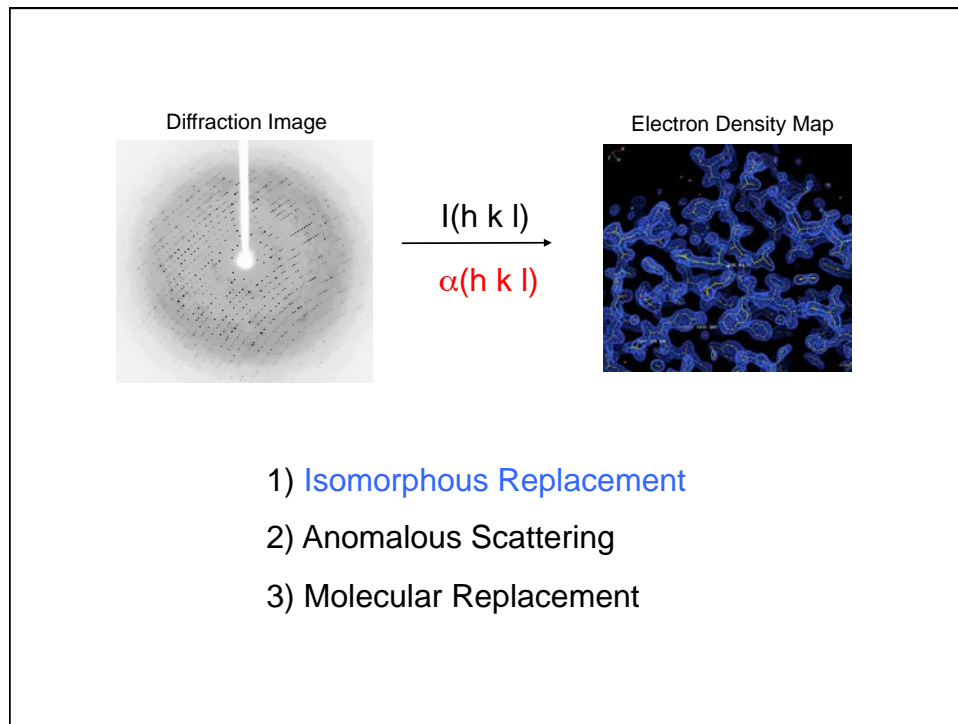 Diffraction Image
Electron Density Map
I(h k l)
α(h k l)
1) Isomorphous Replacement
2) Anomalous Scattering
3) Molecular Replacement